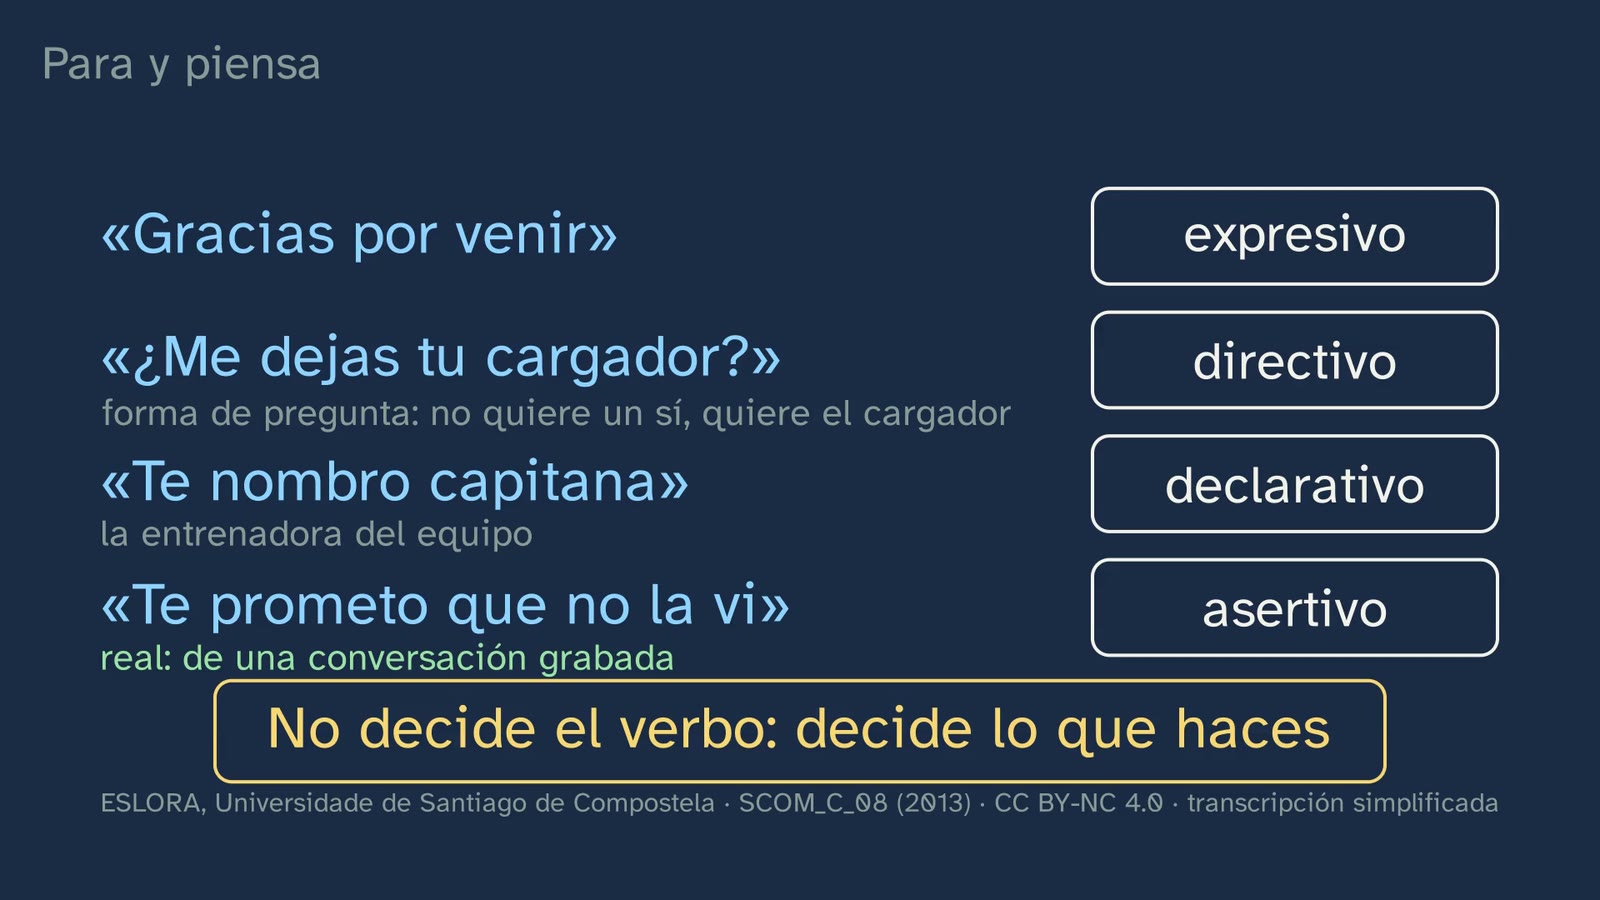 Para y piensa
«Gracias por venir»
expresivo
«¿Me dejas tu cargador?»
directivo
forma de pregunta: no quiere un sí, quiere el cargador
«Te nombro capitana»
declarativo
la entrenadora del equipo
«Te prometo que no la vi»
asertivo
real: de una conversación grabada
No decide el verbo: decide lo que haces
ESLORA, Universidade de Santiago de Compostela · SCOM_C_08 (2013) · CC BY-NC 4.0 · transcripción simplificada